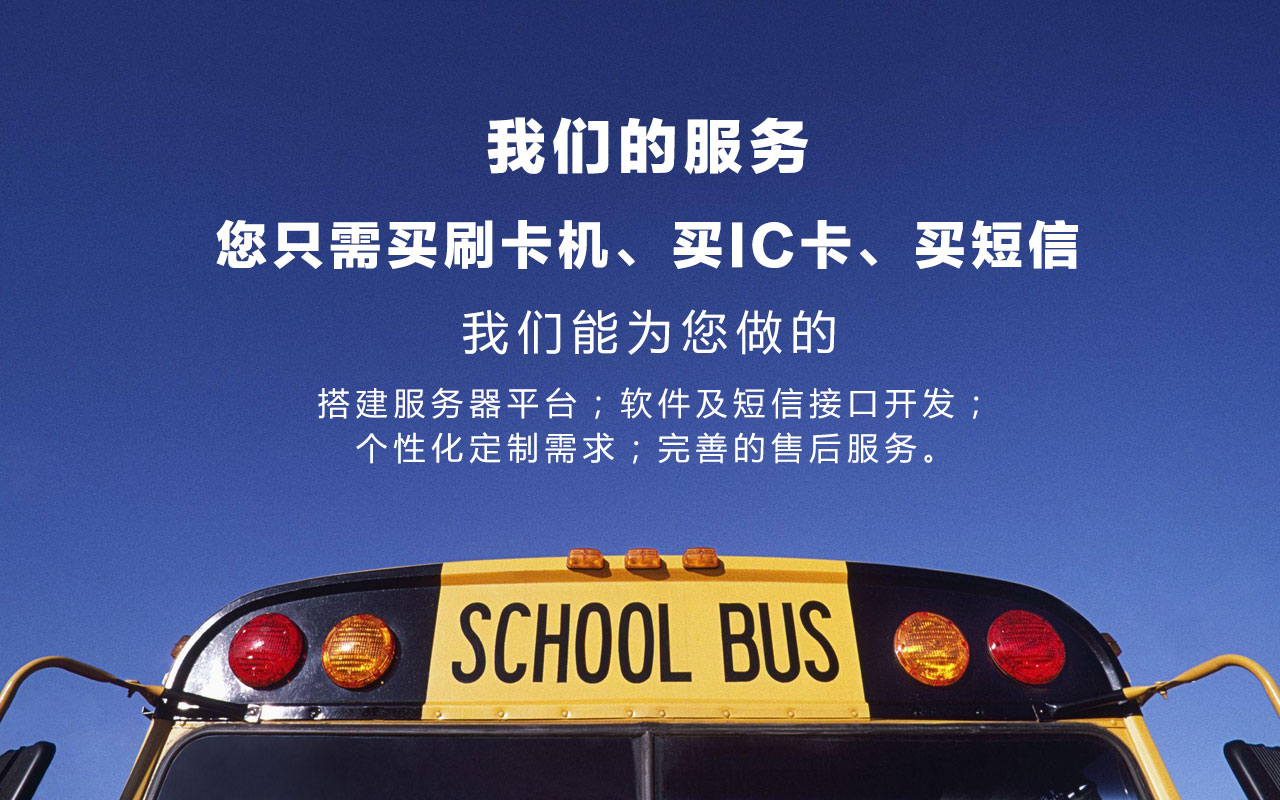 我们的服务
您只需买刷卡机、买IC卡、买短信
我们能为您做的
搭建服务器平台；软件及短信接口开发；
个性化定制需求；完善的售后服务。
SCHOOL BUS